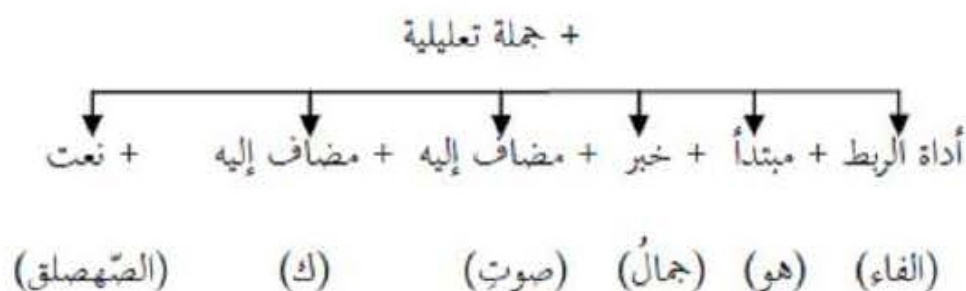 + جملة تعليلية
أداة الربط + مبتدأ + خبر + مضاف إليه + مضاف إليه + نعت
(الفاء) (هو) (جمالُ) (صوتِ) (ك) (الصّهصلق)